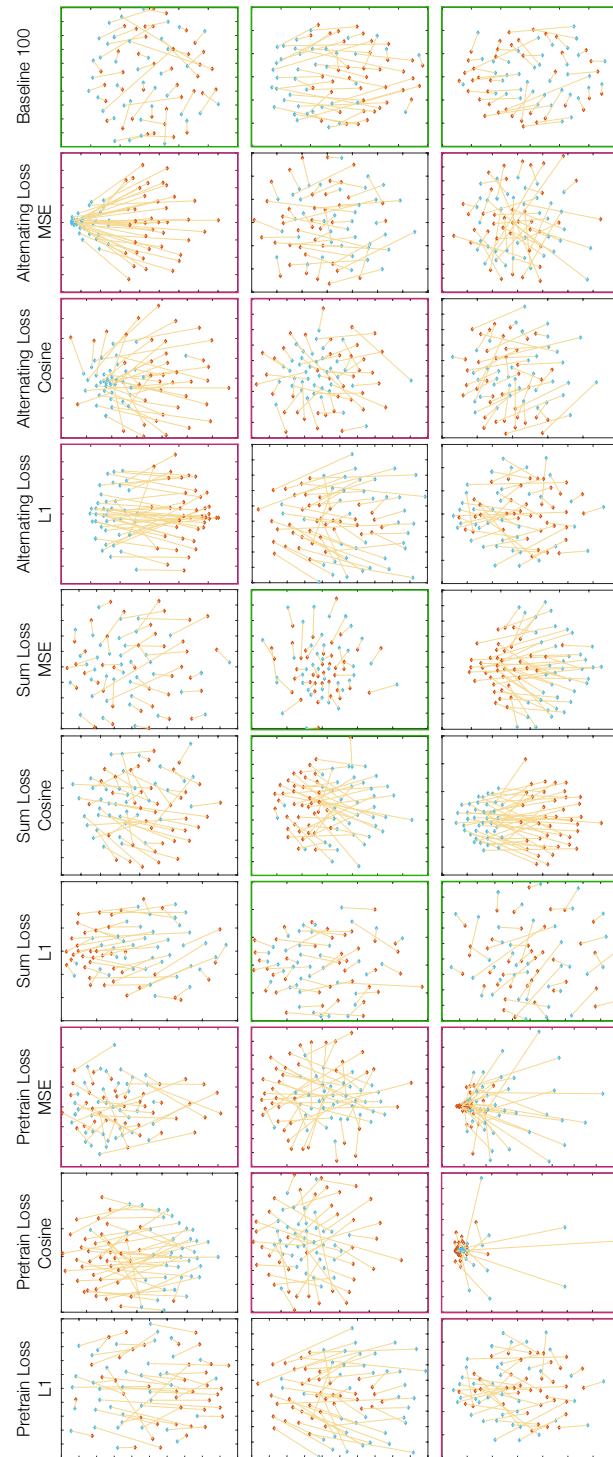 Baseline 100
Alternating Loss
MSE
Alternating Loss
Cosine
Alternating Loss
L1
Sum Loss
MSE
Sum Loss
Cosine
Sum Loss
L1
Pretrain Loss
MSE
Pretrain Loss
Cosine
Pretrain Loss
L1